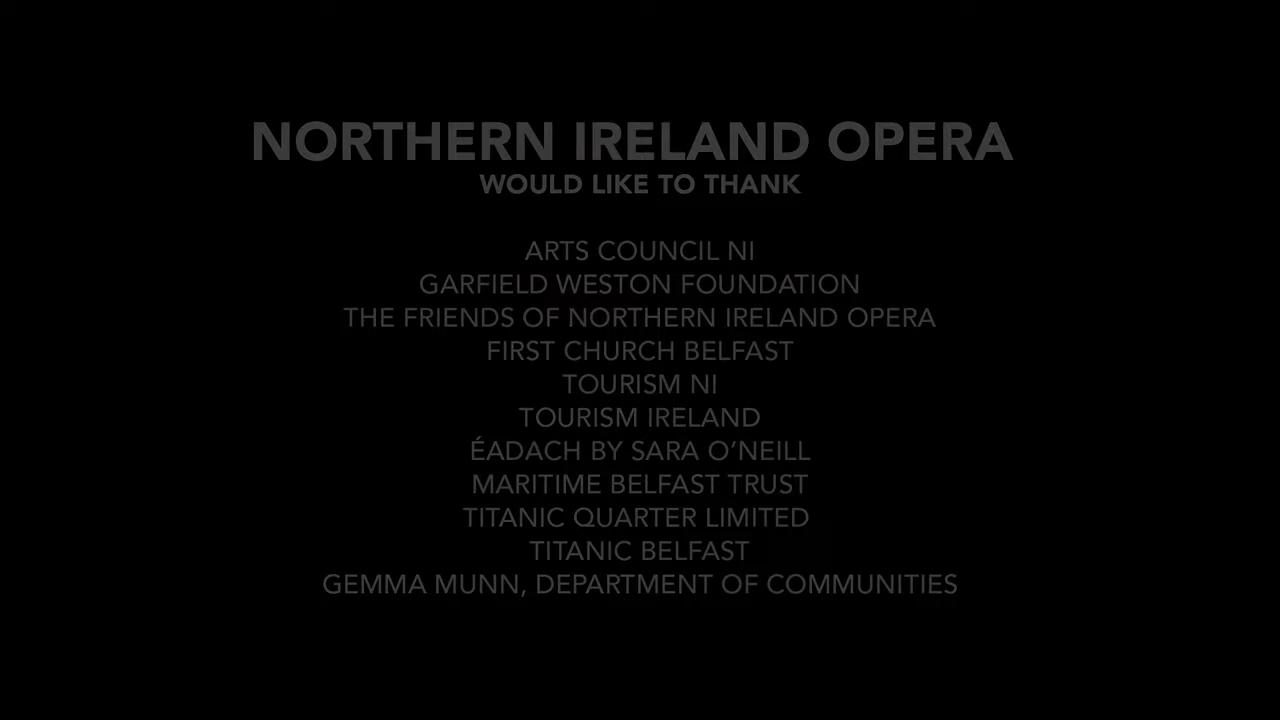 NORTHERN IRELAND OPERA
WOULD LIKE TO THANK
ARTS COUNCIL NI
GARFIELD WESTON FOUNDATION
THE FRIENDS OF NORTHERN IRELAND OPERA
FIRST CHURCH BELFAST
TOURISM NI
TOURISM IRELAND
ÉADACH BY SARA O’NEILL
MARITIME BELFAST TRUST
TITANIC QUARTER LIMITED
TITANIC BELFAST
GEMMA MUNN, DEPARTMENT OF COMMUNITIES